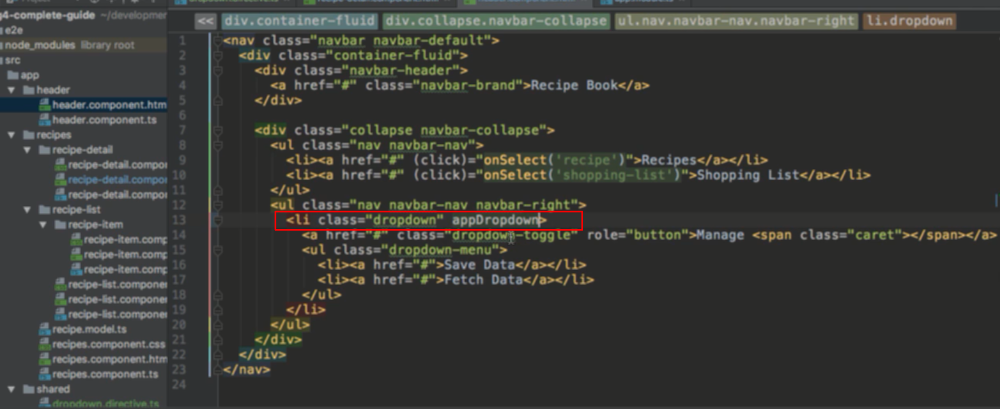 g4-complete-guide ~/developmer
e2e
node_modules library root
src
app
header
header.component.htm
header.component.ts
recipes
recipe-detail
recipe-detail.compo
recipe-detail.compo
recipe-detail.compo
recipe-list
recipe-item
recipe-item.comp
recipe-item.comp
recipe-item.comp
recipe-list.componer
recipe-list.componer
recipe-list.componer
recipe.model.ts
recipes.component.css
recipes.component.htm
recipes.component.ts
shared
dropdown.directive.ts
<< div.container-fluid div.collapse.navbar-collapse ul.nav.navbar-nav.navbar-right li.dropdown
1 <nav class="navbar navbar-default">
2 <div class="container-fluid">
3 <div class="navbar-header">
4 <a href="#" class="navbar-brand">Recipe Book</a>
5 </div>
6
7 <div class="collapse navbar-collapse">
8 <ul class="nav navbar-nav">
9 <li><a href="#" (click)="onSelect('recipe')">Recipes</a></li>
10 <li><a href="#" (click)="onSelect('shopping-list')">Shopping List</a></li>
11 </ul>
12 <ul class="nav navbar-nav navbar-right">
13 <li class="dropdown" appDropdown>
14 <a href="#" class="dropdown-toggle" role="button">Manage <span class="caret"></span></a>
15 <ul class="dropdown-menu">
16 <li><a href="#">Save Data</a></li>
17 <li><a href="#">Fetch Data</a></li>
18 </ul>
19 </li>
20 </ul>
21 </div>
22 </div>
23 </nav>
24